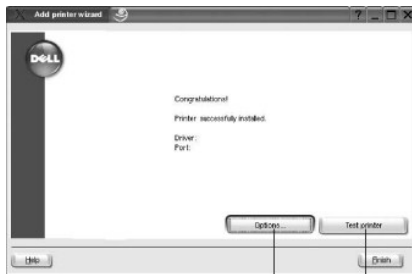 Add printer wizard
DELL
Congratulations!
Printer successfully installed.
Driver:
Port:
Options...
Test printer
Help
Finish